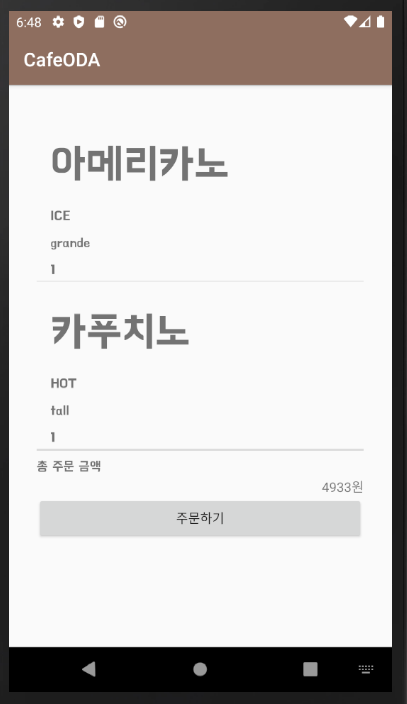 6:48
CafeODA
아메리카노
ICE
grande
1
카푸치노
HOT
tall
1
총 주문 금액
4933원
주문하기